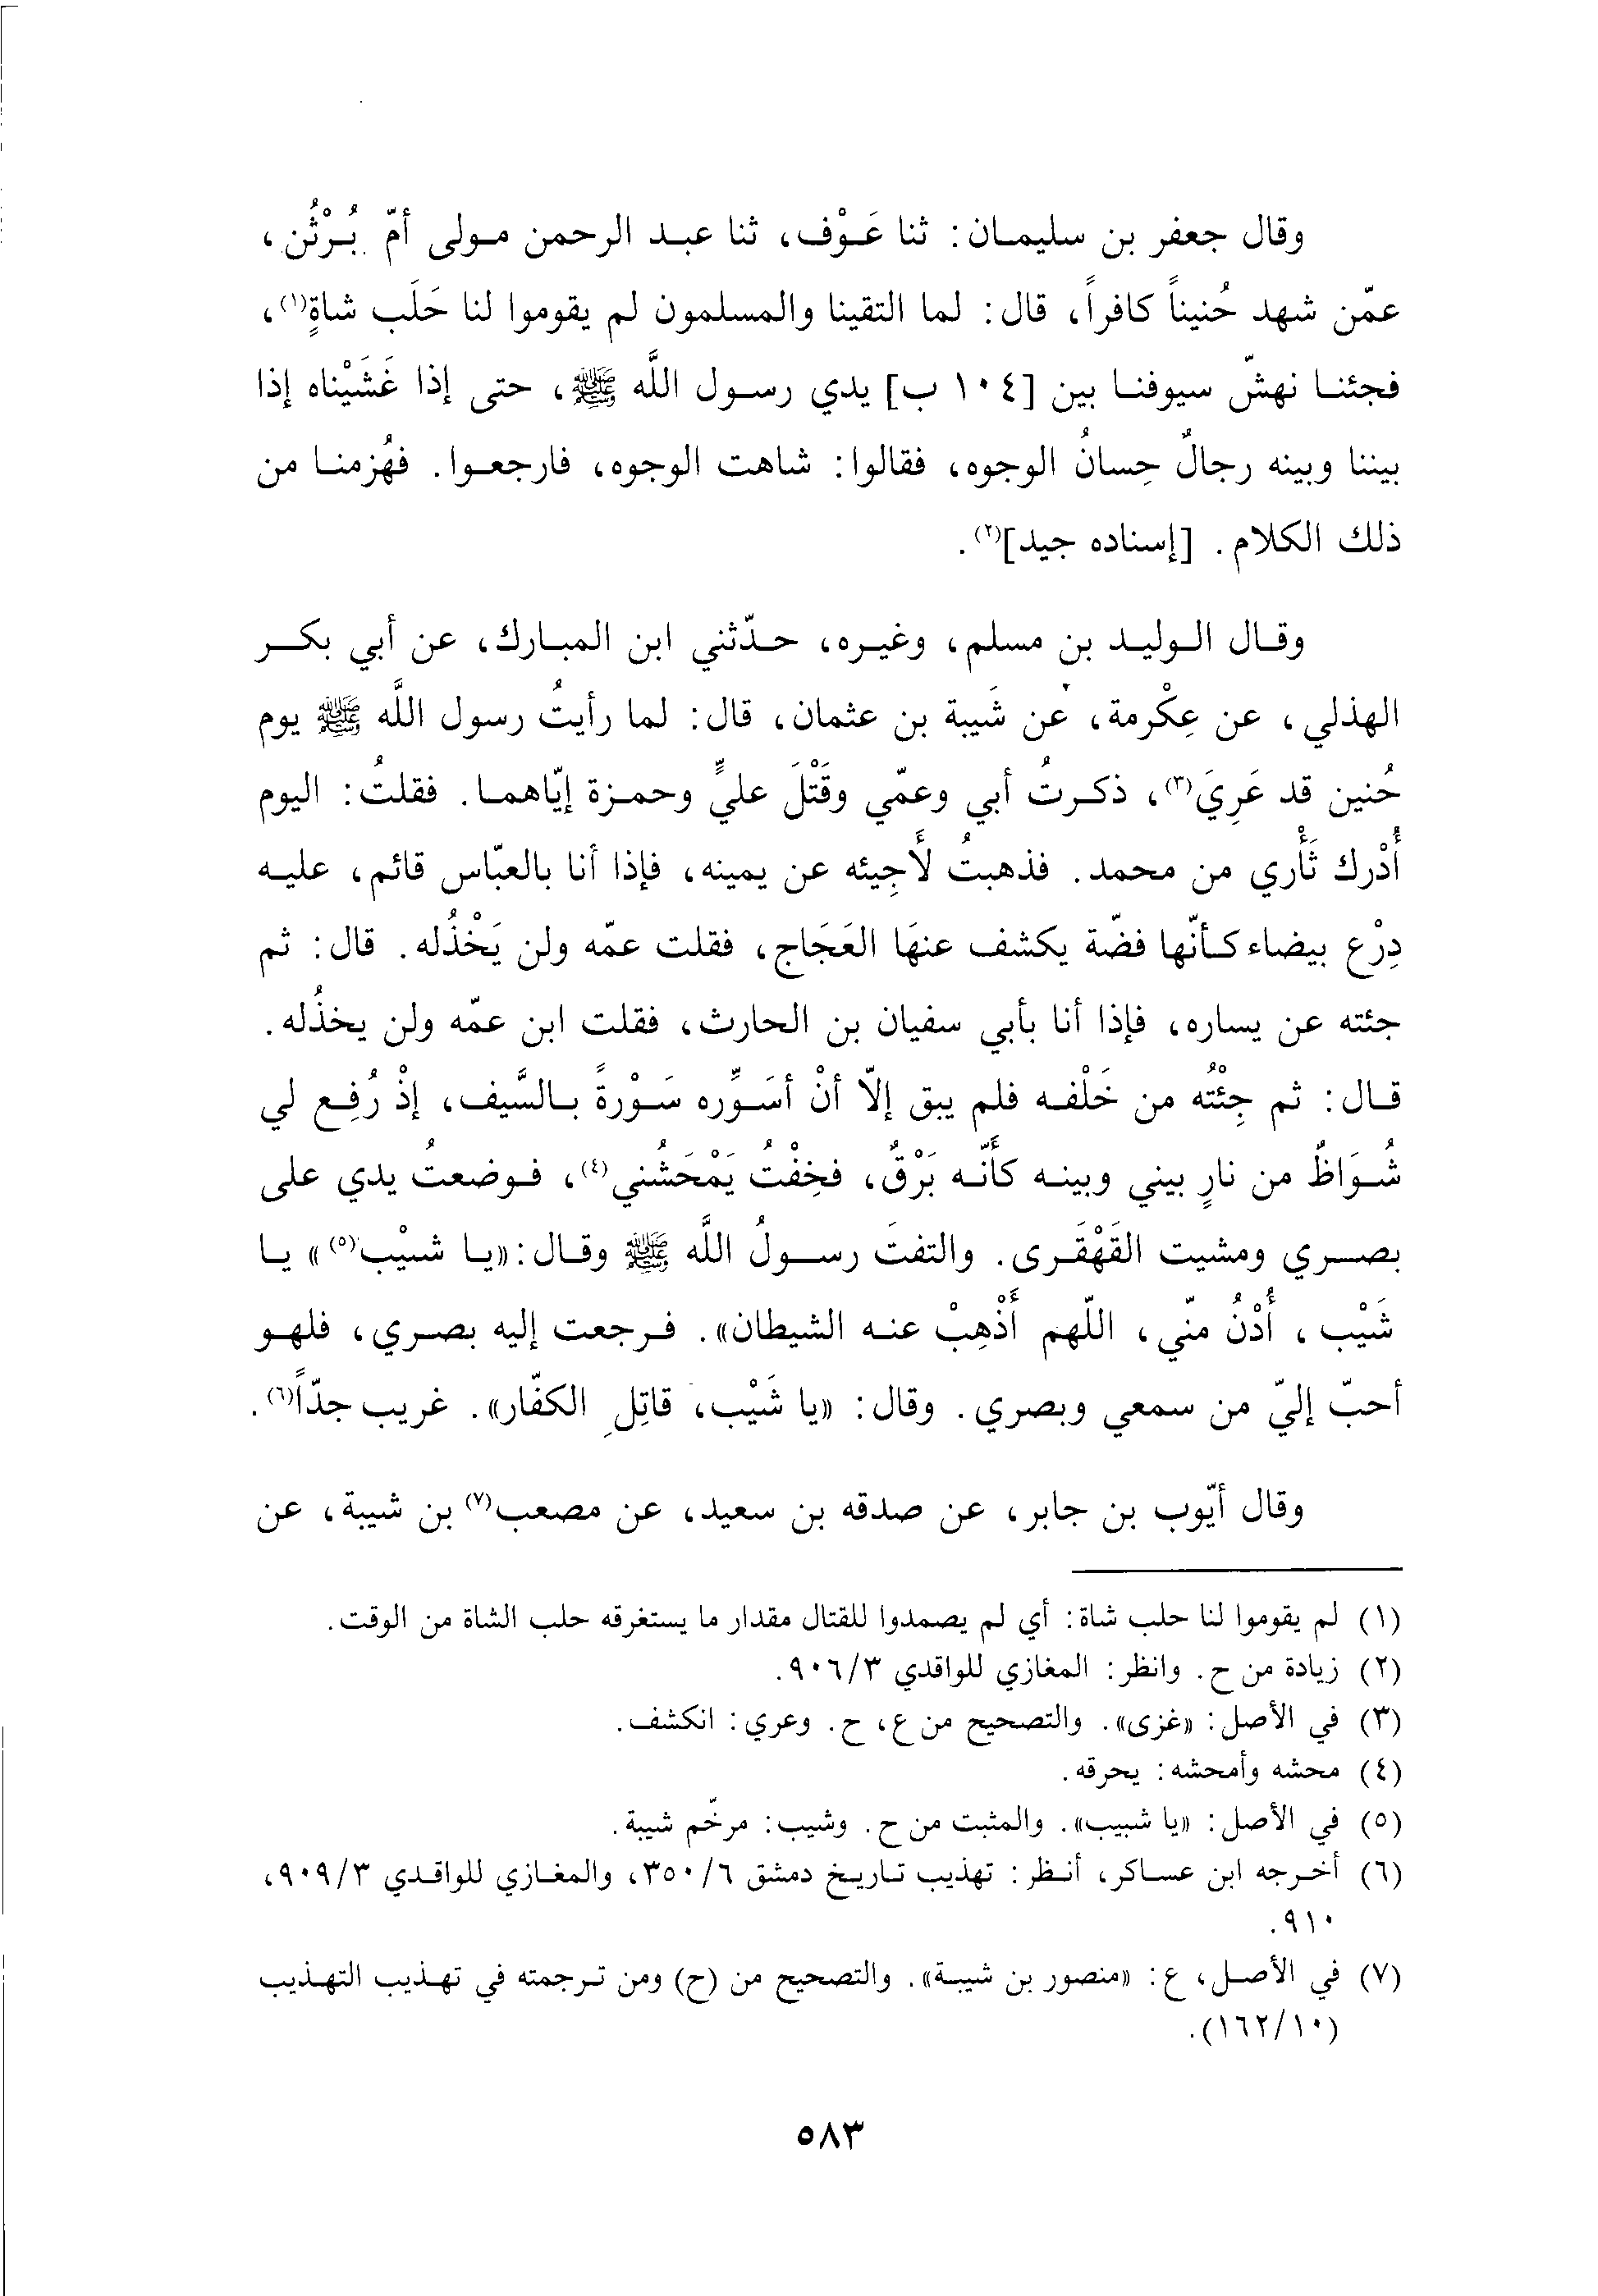 وقال جعفر بن سليمان: ثنا عَوْف، ثنا عبد الرحمن مولى أمّ بُرْثُن،
عمّن شهد حُنيناً كافراً، قال: لما التقينا والمسلمون لم يقوموا لنا حَلَب شاةٍ(١)،
فجئنا نهشّ سيوفنا بين [١٠٤ ب] يدي رسول اللَّه ﷺ، حتى إذا غَشَيْناه إذا
بيننا وبينه رجالٌ حِسانُ الوجوه، فقالوا: شاهت الوجوه، فارجعوا. فهُزمنا من
ذلك الكلام. [إسناده جيد](٢).
وقال الوليد بن مسلم، وغيره، حدّثني ابن المبارك، عن أبي بكر
الهذلي، عن عِكْرمة، عن شَيبة بن عثمان، قال: لما رأيتُ رسول اللَّه ﷺ يوم
حُنين قد عَرِيَ(٣)، ذكرتُ أبي وعمّي وقَتْلَ عليٍّ وحمزة إيّاهما. فقلتُ: اليوم
أُدْرك ثَأْري من محمد. فذهبتُ لأَجِيئه عن يمينه، فإذا أنا بالعبّاس قائم، عليه
دِرْع بيضاء كأنّها فضّة يكشف عنهَا العَجَاج، فقلت عمّه ولن يَخْذُله. قال: ثم
جئته عن يساره، فإذا أنا بأبي سفيان بن الحارث، فقلت ابن عمّه ولن يخذُله.
قال: ثم جِئْتُه من خَلْفه فلم يبق إلاّ أنْ أسَوِّره سَوْرةً بالسَّيف، إذْ رُفِع لي
شُوَاظٌ من نارٍ بيني وبينه كأَنّه بَرْقٌ، فخِفْتُ يَمْحَشُني(٤)، فوضعتُ يدي على
بصري ومشيت القَهْقَرى. والتفتَ رسولُ اللَّه ﷺ وقال:«يا شيْب(٥)» يا
شَيْب، أُدْنُ منّي، اللّهم أَذْهِبْ عنه الشيطان». فرجعت إليه بصري، فلهو
أحبّ إليّ من سمعي وبصري. وقال: «يا شَيْب، قاتِلِ الكفّار». غريب جدّاً(٦).
وقال أيّوب بن جابر، عن صدقه بن سعيد، عن مصعب(٧) بن شيبة، عن
(١) لم يقوموا لنا حلب شاة: أي لم يصمدوا للقتال مقدار ما يستغرقه حلب الشاة من الوقت.
(٢) زيادة من ح. وانظر: المغازي للواقدي ٩٠٦/٣.
(٣) في الأصل: «غزى». والتصحيح من ع، ح. وعري: انكشف.
(٤) محشه وأمحشه: يحرقه.
(٥) في الأصل: «يا شبيب». والمثبت من ح. وشيب: مرخّم شيبة.
(٦) أخرجه ابن عساكر، أنظر: تهذيب تاريخ دمشق ٣٥٠/٦، والمغازي للواقدي ٩٠٩/٣،
٩١٠.
(٧) في الأصل، ع: «منصور بن شيبة». والتصحيح من (ح) ومن ترجمته في تهذيب التهذيب
(١٦٢/١٠).
٥٨٣